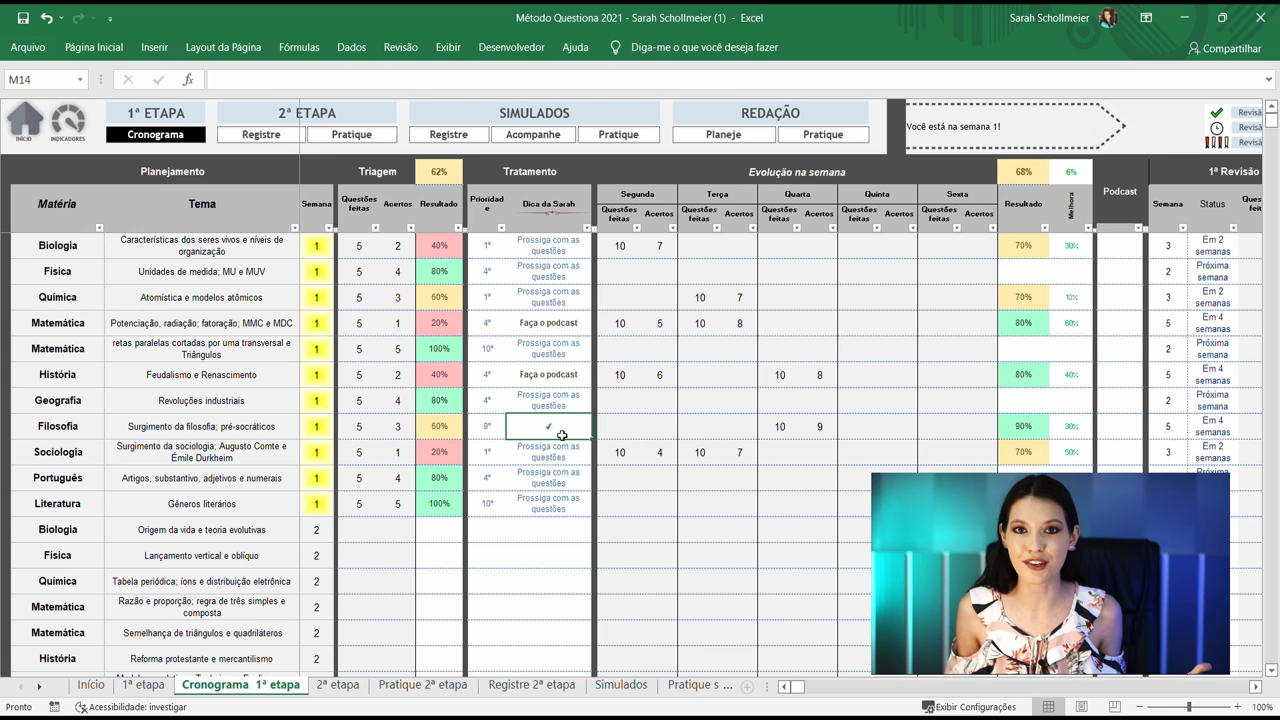 Método Questiona 2021 - Sarah Schollmeier (1) - Excel
Sarah Schollmeier
Arquivo Página Inicial Inserir Layout da Página Fórmulas Dados Revisão Exibir Desenvolvedor Ajuda Diga-me o que você deseja fazer
Compartilhar
M14 fx
1ª ETAPA 2ª ETAPA SIMULADOS REDAÇÃO
INÍCIO INDICADORES
Cronograma Registre Pratique Registre Acompanhe Pratique Planeje Pratique
Você está na semana 1!
Revisã
Revisã
Revisã
Planejamento Triagem 62% Tratamento Evolução na semana 68% 6% 1ª Revisão
Matéría Tema Semana Questões feitas Acertos Resultado Prioridad e Dica da Sarah Segunda Terça Quarta Quinta Sexta Resultado Melhora Podcast Semana Status Ques
Questões feitas Acertos Questões feitas Acertos Questões feitas Acertos Questões feitas Acertos Questões feitas Acertos
Biologia Características dos seres vivos e níveis de organização 1 5 2 40% 1º Prossiga com as questões 10 7 70% 30% 3 Em 2 semanas
Física Unidades de medida; MU e MUV 1 5 4 80% 4º Prossiga com as questões 2 Próxima semana
Química Atomística e modelos atômicos 1 5 3 60% 1º Prossiga com as questões 10 7 70% 10% 3 Em 2 semanas
Matemática Potenciação, radiação; fatoração; MMC e MDC 1 5 1 20% 4º Faça o podcast 10 5 10 8 80% 60% 5 Em 4 semanas
Matemática retas paralelas cortadas por uma transversal e Triângulos 1 5 5 100% 10º Prossiga com as questões 2 Próxima semana
História Feudalismo e Renascimento 1 5 2 40% 4º Faça o podcast 10 6 10 8 80% 40% 5 Em 4 semanas
Geografia Revoluções industriais 1 5 4 80% 4º Prossiga com as questões 2 Próxima semana
Filosofia Surgimento da filosofia; pré-socráticos 1 5 3 60% 9º ✓ 10 9 90% 30% 5 Em 4 semanas
Sociologia Surgimento da sociologia; Augusto Comte e Émile Durkheim 1 5 1 20% 1º Prossiga com as questões 10 4 10 7 70% 50% 3 Em 2 semanas
Português Artigos, substantivo, adjetivos e numerais 1 5 4 80% 4º Prossiga com as questões
Literatura Gêneros literários 1 5 5 100% 10º Prossiga com as questões
Biologia Origem da vida e teoria evolutivas 2
Física Lançamento vertical e oblíquo 2
Química Tabela periódica; íons e distribuição eletrônica 2
Matemática Razão e proporção; regra de três simples e composta 2
Matemática Semelhança de triângulos e quadriláteros 2
História Reforma protestante e mercantilismo 2
Início 1ª etapa Cronograma 1ª etapa 2ª etapa Pratique 2ª etapa Registre 2ª etapa Simulados Pratique s ...
Pronto Acessibilidade: investigar Exibir Configurações 100%